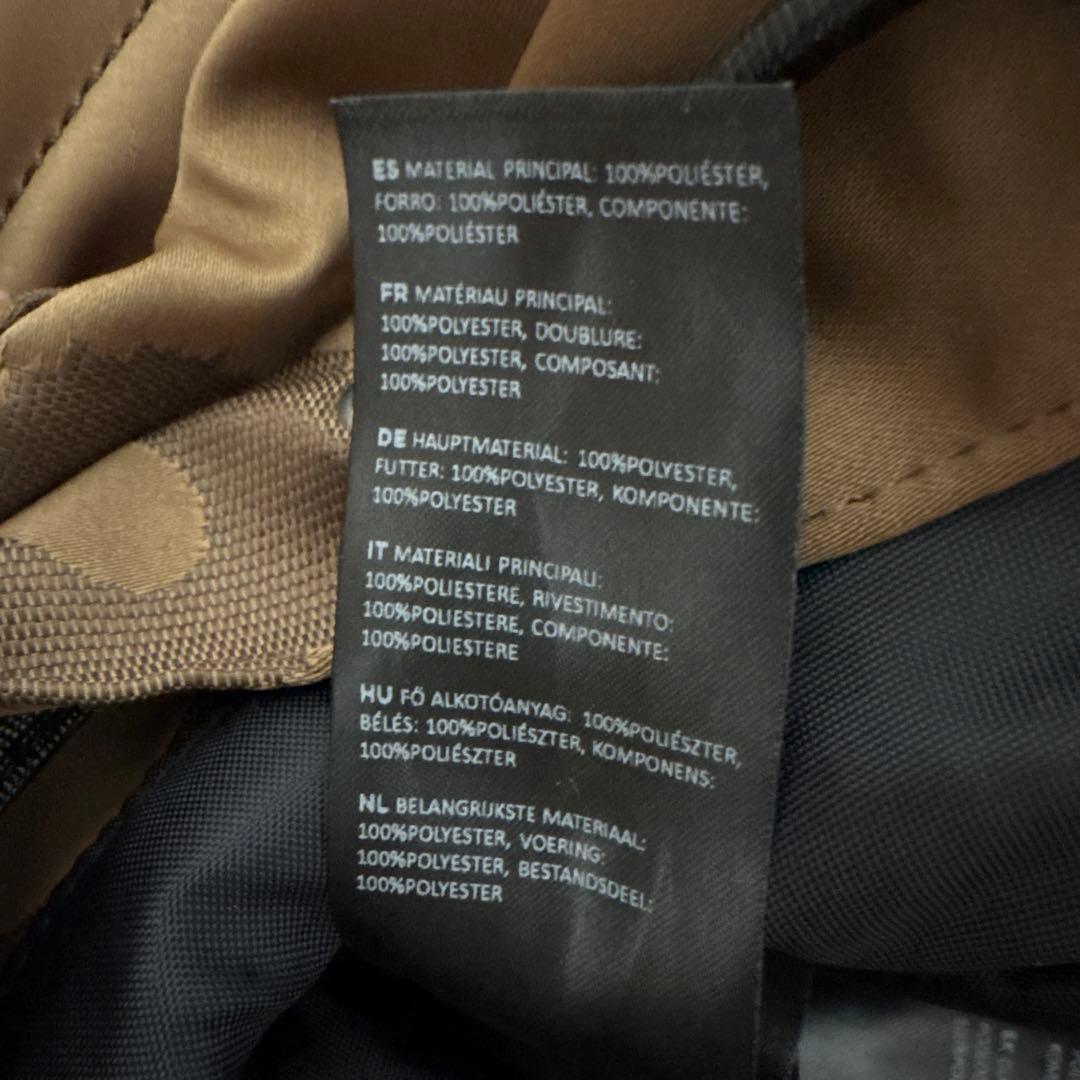 ES MATERIAL PRINCIPAL: 100%POLIÉSTER,
FORRO: 100%POLIÉSTER, COMPONENTE:
100%POLIÉSTER
FR MATÉRIAU PRINCIPAL:
100%POLYESTER, DOUBLURE:
100%POLYESTER, COMPOSANT:
100%POLYESTER
DE HAUPTMATERIAL: 100%POLYESTER,
FUTTER: 100%POLYESTER, KOMPONENTE:
100%POLYESTER
IT MATERIALI PRINCIPALI:
100%POLIESTERE, RIVESTIMENTO:
100%POLIESTERE, COMPONENTE:
100%POLIESTERE
HU FŐ ALKOTÓANYAG: 100%POLIÉSZTER,
BÉLÉS: 100%POLIÉSZTER, KOMPONENS:
100%POLIÉSZTER
NL BELANGRIJKSTE MATERIAAL:
100%POLYESTER, VOERING:
100%POLYESTER, BESTANDSDEEL:
100%POLYESTER